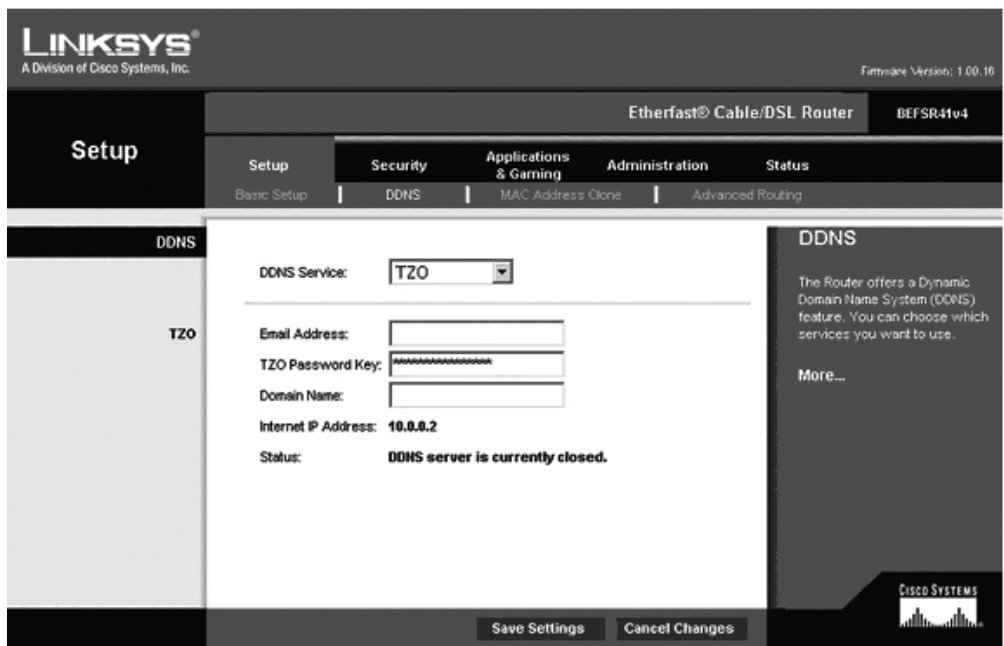 LINKSYS®
A Division of Cisco Systems, Inc.
Firmware Version: 1.00.16
Etherfast® Cable/DSL Router
BEFSR41v4
Setup
Setup
Security
Applications
& Gaming
Administration
Status
Basic Setup
DDNS
MAC Address Clone
Advanced Routing
DDNS
DDNS Service:
TZO
TZO
Email Address:
TZO Password Key: ****************
Domain Name:
Internet IP Address: 10.0.0.2
Status: DDNS server is currently closed.
DDNS
The Router offers a Dynamic
Domain Name System (DDNS)
feature. You can choose which
services you want to use.
More...
Save Settings
Cancel Changes
CISCO SYSTEMS